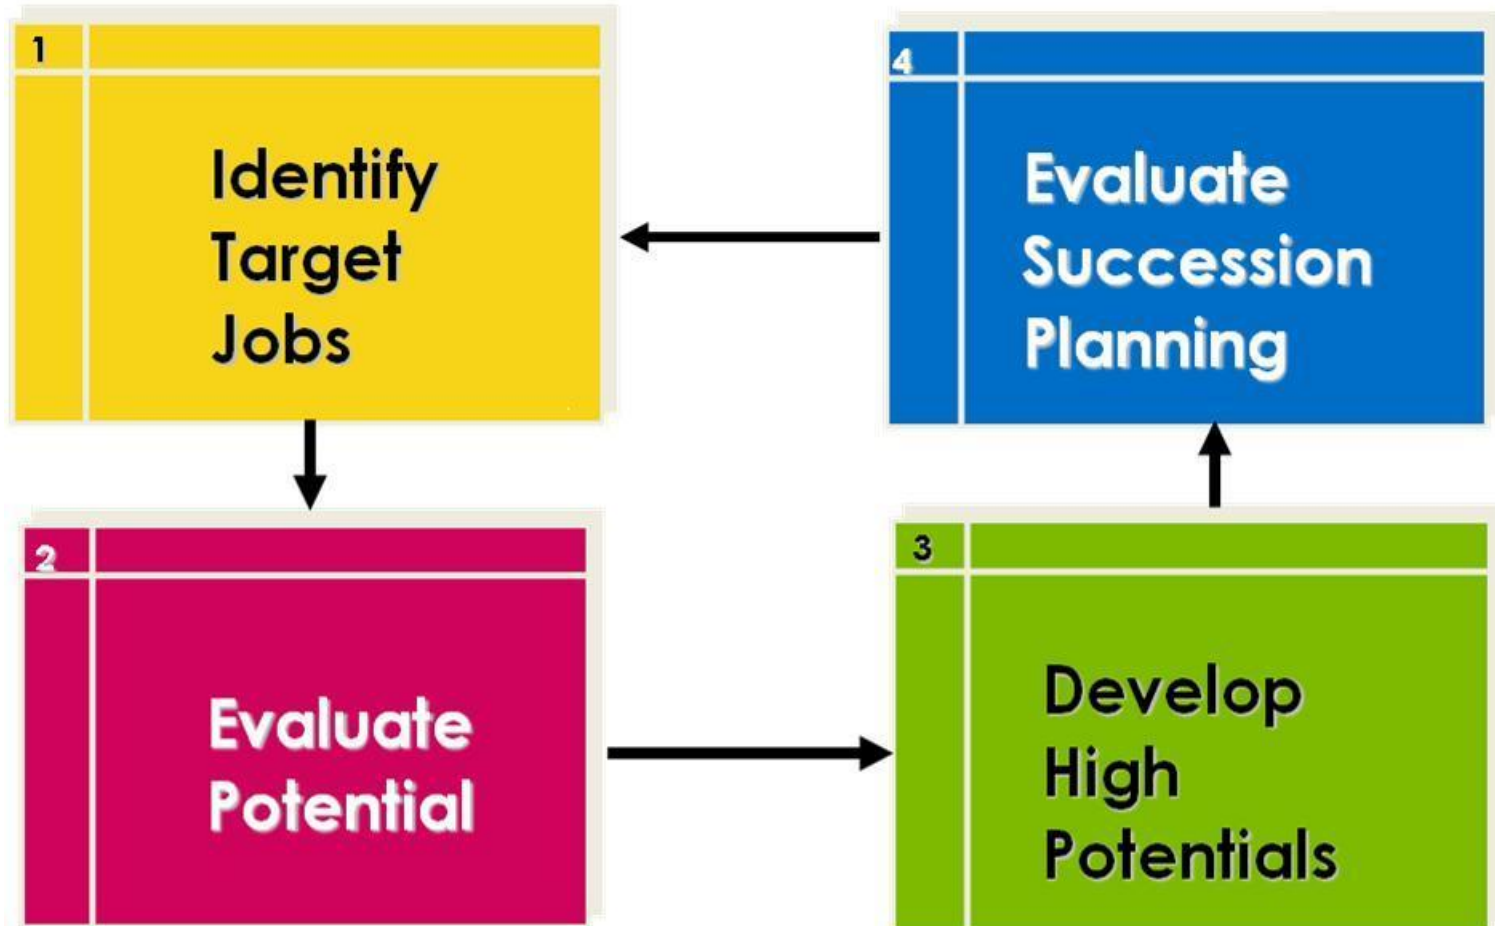 1
Identify
Target
Jobs
2
Evaluate
Potential
3
Develop
High
Potentials
4
Evaluate
Succession
Planning